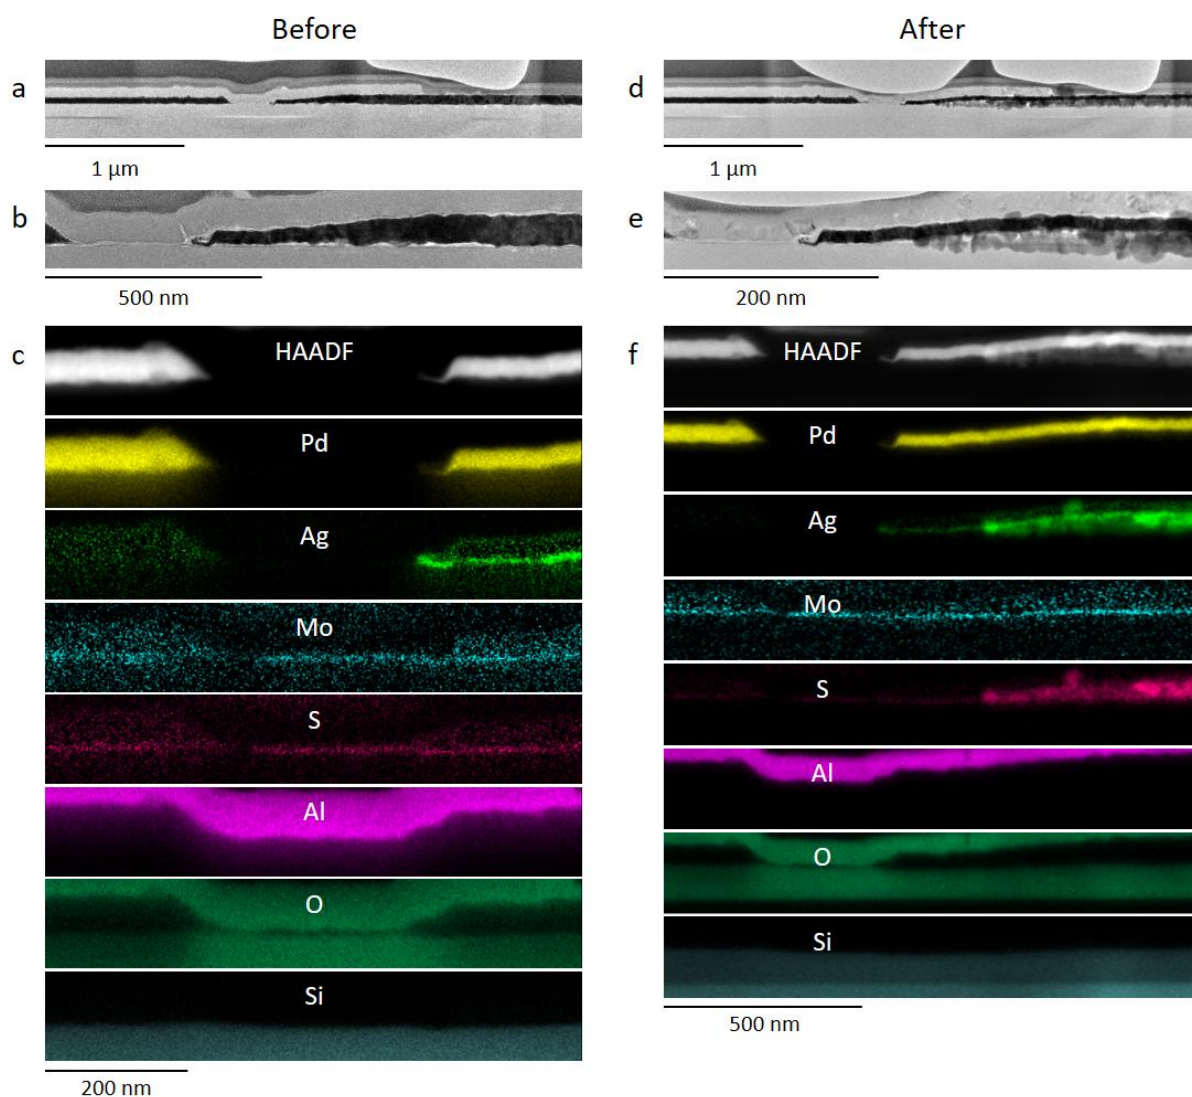 Before
After
a
1 μm
b
500 nm
c
HAADF
Pd
Ag
Mo
S
Al
O
Si
200 nm
d
1 μm
e
200 nm
f
HAADF
Pd
Ag
Mo
S
Al
O
Si
500 nm